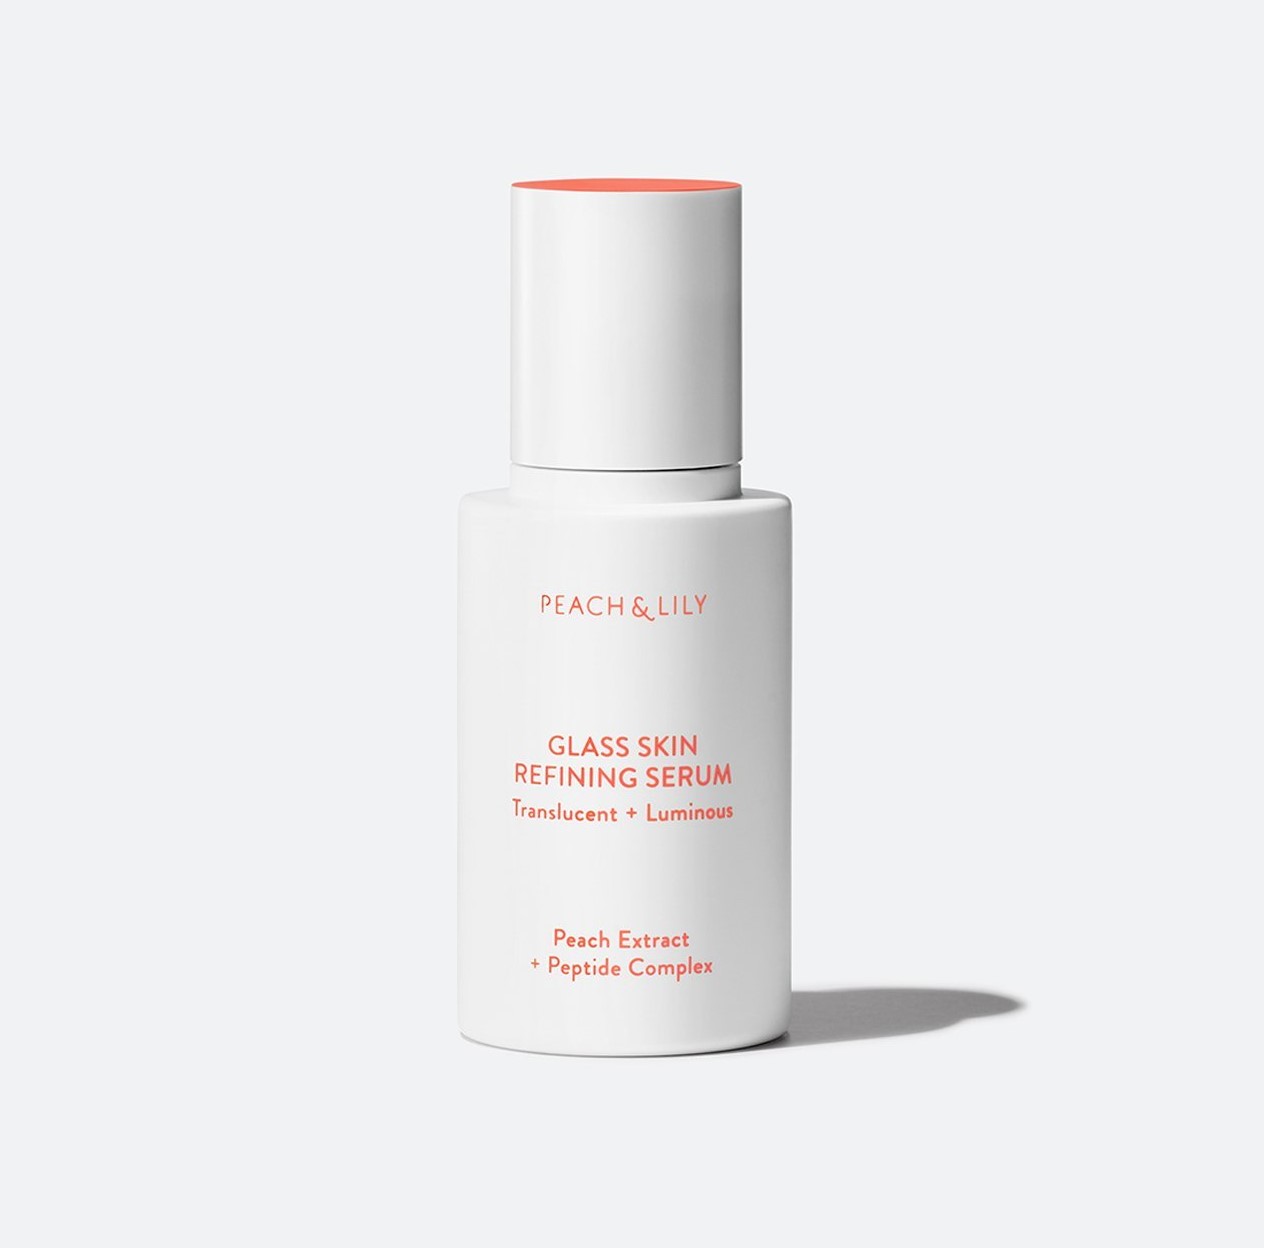 PEACH & LILY
GLASS SKIN
REFINING SERUM
Translucent + Luminous
Peach Extract
+ Peptide Complex